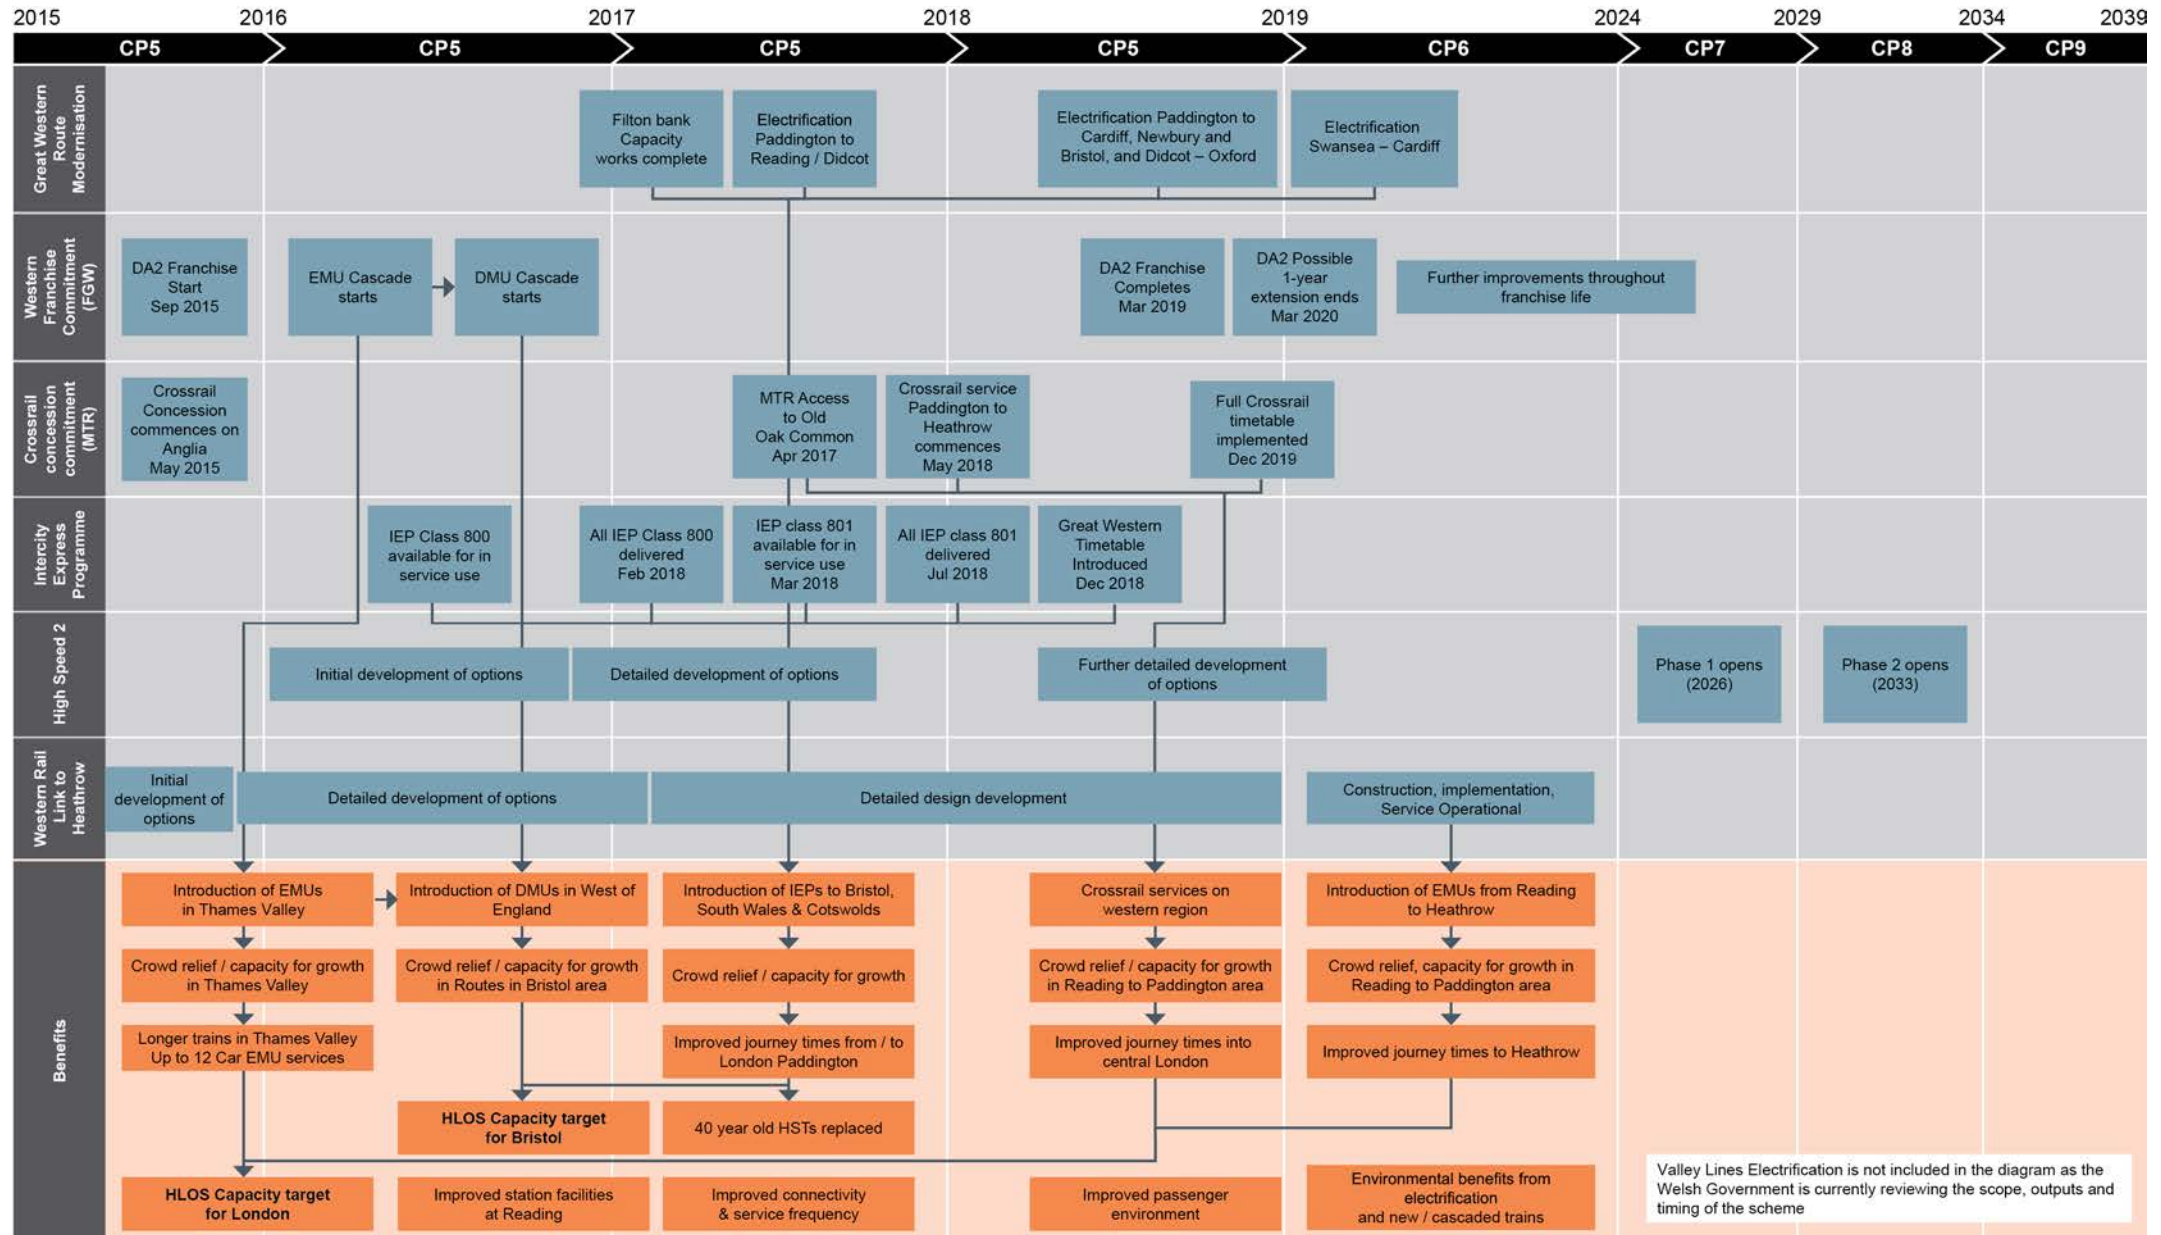 2015
2016
2017
2018
2019
2024
2029
2034
2039
CP5
CP5
CP5
CP5
CP6
CP7
CP8
CP9
Great Western
Route
Modernisation
Filton bank
Capacity
works complete
Electrification
Paddington to
Reading / Didcot
Electrification Paddington to
Cardiff, Newbury and
Bristol, and Didcot – Oxford
Electrification
Swansea – Cardiff
Western
Franchise
Commitment
(FGW)
DA2 Franchise
Start
Sep 2015
EMU Cascade
starts
DMU Cascade
starts
DA2 Franchise
Completes
Mar 2019
DA2 Possible
1-year
extension ends
Mar 2020
Further improvements throughout
franchise life
Crossrail
concession
commitment
(MTR)
Crossrail
Concession
commences on
Anglia
May 2015
MTR Access
to Old
Oak Common
Apr 2017
Crossrail service
Paddington to
Heathrow
commences
May 2018
Full Crossrail
timetable
implemented
Dec 2019
Intercity
Express
Programme
IEP Class 800
available for in
service use
All IEP Class 800
delivered
Feb 2018
IEP class 801
available for in
service use
Mar 2018
All IEP class 801
delivered
Jul 2018
Great Western
Timetable
Introduced
Dec 2018
High Speed 2
Initial development of options
Detailed development of options
Further detailed development
of options
Phase 1 opens
(2026)
Phase 2 opens
(2033)
Western Rail
Link to
Heathrow
Initial
development of
options
Detailed development of options
Detailed design development
Construction, implementation,
Service Operational
Benefits
Introduction of EMUs
in Thames Valley
Introduction of DMUs in West of
England
Introduction of IEPs to Bristol,
South Wales & Cotswolds
Crossrail services on
western region
Introduction of EMUs from Reading
to Heathrow
Crowd relief / capacity for growth
in Thames Valley
Crowd relief / capacity for growth
in Routes in Bristol area
Crowd relief / capacity for growth
Crowd relief / capacity for growth
in Reading to Paddington area
Crowd relief, capacity for growth in
Reading to Paddington area
Longer trains in Thames Valley
Up to 12 Car EMU services
Improved journey times from / to
London Paddington
Improved journey times into
central London
Improved journey times to Heathrow
HLOS Capacity target
for Bristol
40 year old HSTs replaced
HLOS Capacity target
for London
Improved station facilities
at Reading
Improved connectivity
& service frequency
Improved passenger
environment
Environmental benefits from
electrification
and new / cascaded trains
Valley Lines Electrification is not included in the diagram as the
Welsh Government is currently reviewing the scope, outputs and
timing of the scheme